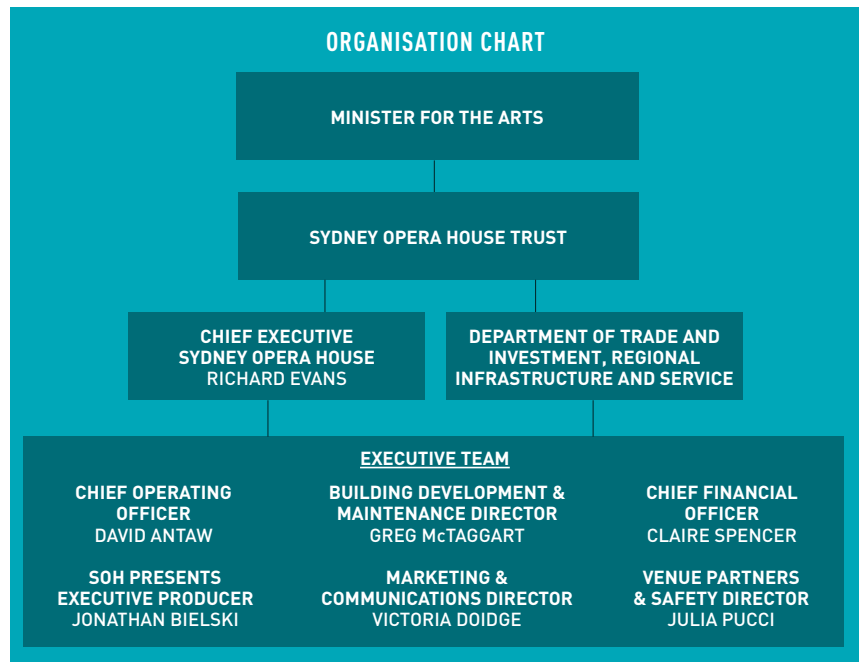 ORGANISATION CHART
MINISTER FOR THE ARTS
SYDNEY OPERA HOUSE TRUST
CHIEF EXECUTIVE
SYDNEY OPERA HOUSE
RICHARD EVANS
DEPARTMENT OF TRADE AND
INVESTMENT, REGIONAL
INFRASTRUCTURE AND SERVICE
EXECUTIVE TEAM
CHIEF OPERATING
OFFICER
DAVID ANTAW
BUILDING DEVELOPMENT &
MAINTENANCE DIRECTOR
GREG McTAGGART
CHIEF FINANCIAL
OFFICER
CLAIRE SPENCER
SOH PRESENTS
EXECUTIVE PRODUCER
JONATHAN BIELSKI
MARKETING &
COMMUNICATIONS DIRECTOR
VICTORIA DOIDGE
VENUE PARTNERS
& SAFETY DIRECTOR
JULIA PUCCI